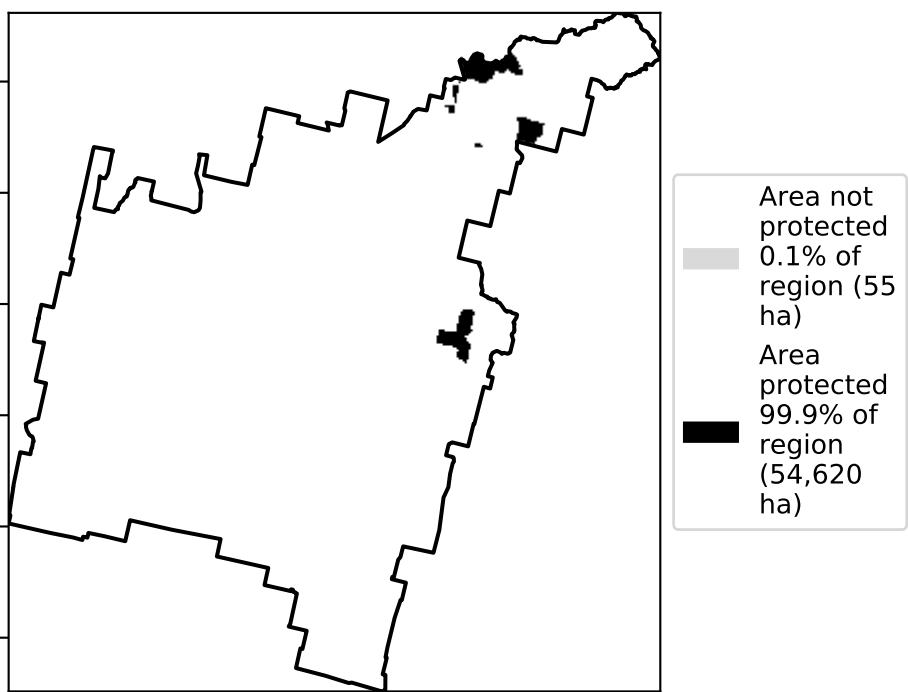 Area not
protected
0.1% of
region (55
ha)
Area
protected
99.9% of
region
(54,620
ha)